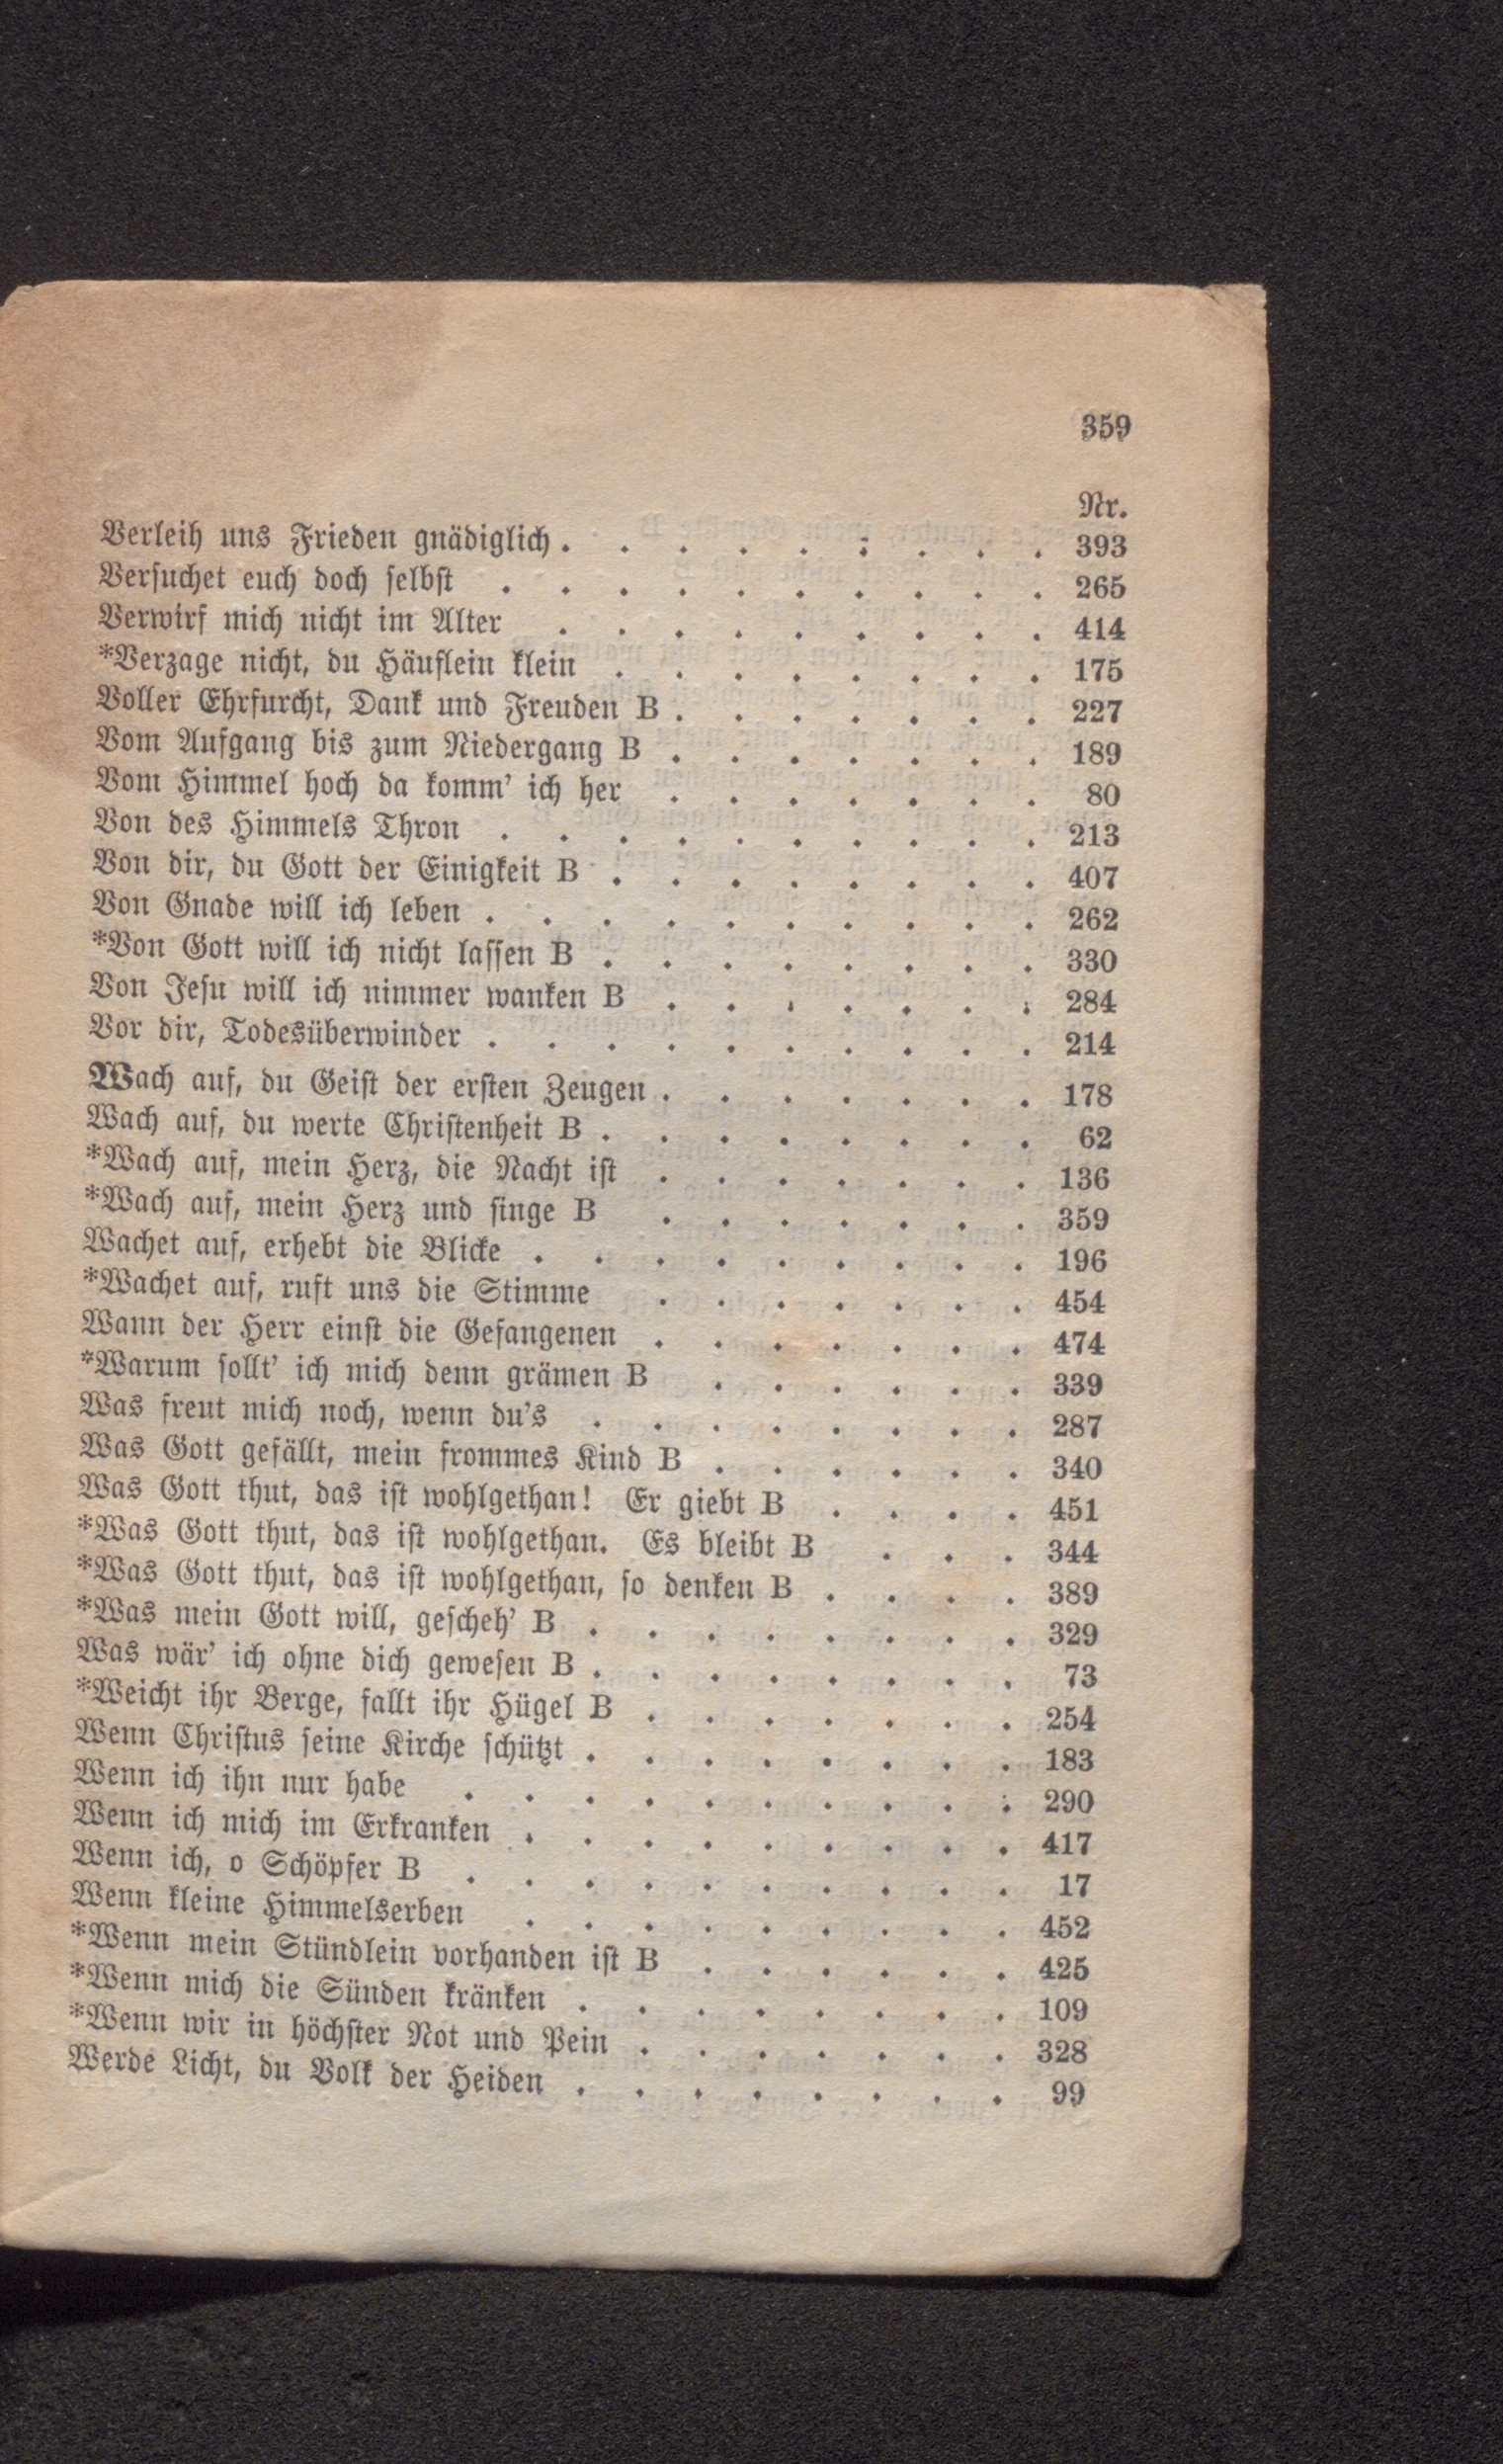 359
Nr.
Verleih uns Frieden gnädiglich . . . . . . . . . 393
Versuchet euch doch selbst . . . . . . . . . . 265
Verwirf mich nicht im Alter . . . . . . . . . 414
*Verzage nicht, du Häuflein klein . . . . . . . . 175
Voller Ehrfurcht, Dank und Freuden B . . . . . . . 227
Vom Aufgang bis zum Niedergang B . . . . . . . 189
Vom Himmel hoch da komm' ich her . . . . . . . 80
Von des Himmels Thron . . . . . . . . . . 213
Von dir, du Gott der Einigkeit B . . . . . . . . 407
Von Gnade will ich leben . . . . . . . . . . 262
*Von Gott will ich nicht lassen B . . . . . . . . 330
Von Jesu will ich nimmer wanken B . . . . . . . 284
Vor dir, Todesüberwinder . . . . . . . . . . 214
Wach auf, du Geist der ersten Zeugen . . . . . . . 178
Wach auf, du werte Christenheit B . . . . . . . . 62
*Wach auf, mein Herz, die Nacht ist . . . . . . . 136
*Wach auf, mein Herz und singe B . . . . . . . 359
Wachet auf, erhebt die Blicke . . . . . . . . . 196
*Wachet auf, ruft uns die Stimme . . . . . . . 454
Wann der Herr einst die Gefangenen . . . . . . . 474
*Warum sollt' ich mich denn grämen B . . . . . . 339
Was freut mich noch, wenn du's . . . . . . . . 287
Was Gott gefällt, mein frommes Kind B . . . . . . 340
Was Gott thut, das ist wohlgethan! Er giebt B . . . . 451
*Was Gott thut, das ist wohlgethan. Es bleibt B . . . 344
*Was Gott thut, das ist wohlgethan, so denken B . . . . 389
*Was mein Gott will, gescheh' B . . . . . . . . 329
Was wär' ich ohne dich gewesen B . . . . . . . . 73
*Weicht ihr Berge, fallt ihr Hügel B . . . . . . . 254
Wenn Christus seine Kirche schützt . . . . . . . . 183
Wenn ich ihn nur habe . . . . . . . . . . 290
Wenn ich mich im Erkranken . . . . . . . . . 417
Wenn ich, o Schöpfer B . . . . . . . . . . 17
Wenn kleine Himmelserben . . . . . . . . . 452
*Wenn mein Stündlein vorhanden ist B . . . . . . 425
*Wenn mich die Sünden kränken . . . . . . . . 109
*Wenn wir in höchster Not und Pein . . . . . . . 328
Werde Licht, du Volk der Heiden . . . . . . . . 99